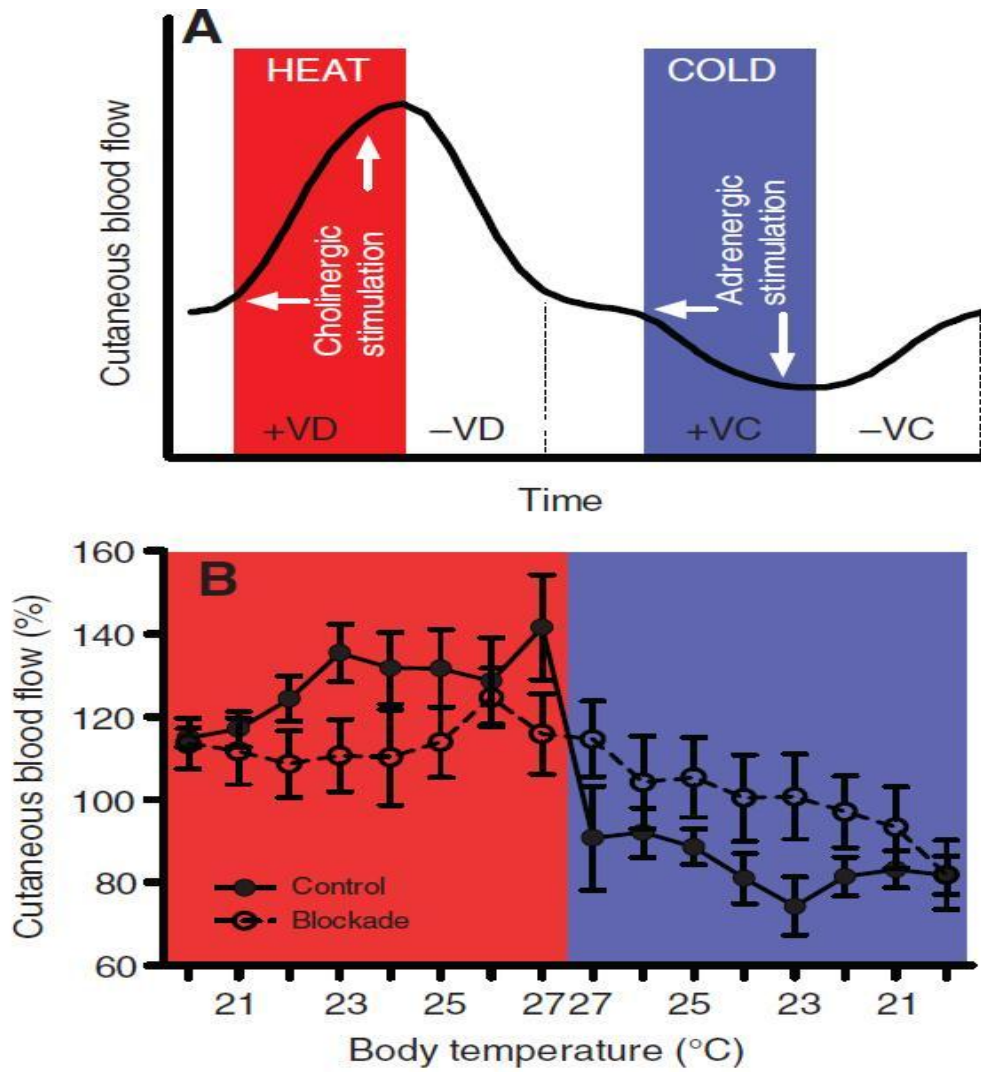 A
HEAT
COLD
Cutaneous blood flow
Cholinergic
stimulation
Adrenergic
stimulation
+VD
–VD
+VC
–VC
Time
B
Cutaneous blood flow (%)
160
140
120
100
80
60
Control
Blockade
21 23 25 27 27 25 23 21
Body temperature (°C)